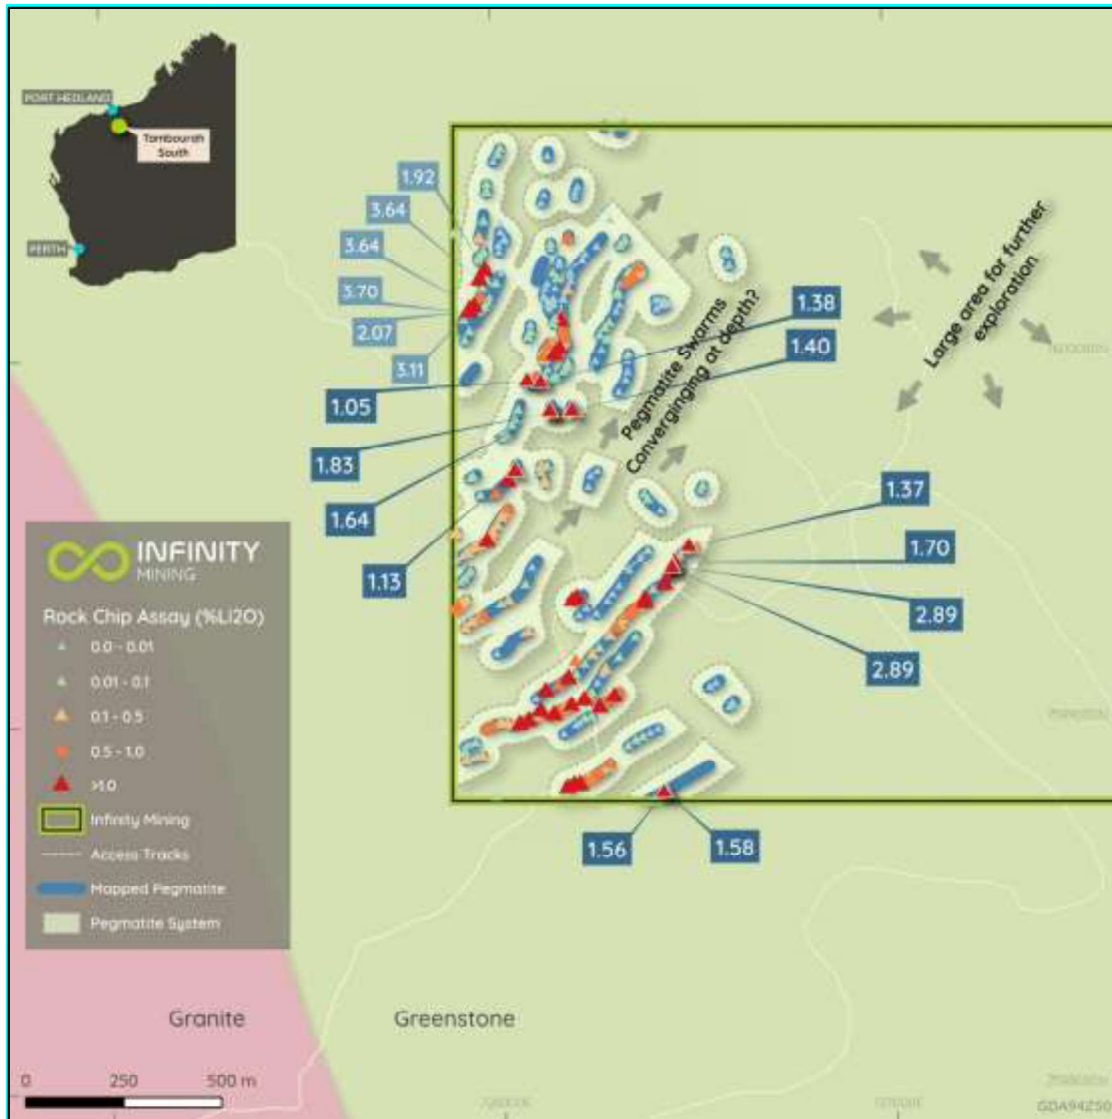 PORT HEDLAND
Tambourah
South
PERTH
1.92
3.64
3.64
3.70
2.07
3.11
1.05
1.83
1.64
1.13
1.38
1.40
1.37
1.70
2.89
2.89
1.56
1.58
Pegmatite Swarms
Converginging at depth?
Large area for further
exploration
INFINITY
MINING
Rock Chip Assay (%Li2O)
0.0 - 0.01
0.01 - 0.1
0.1 - 0.5
0.5 - 1.0
>1.0
Infinity Mining
Access Tracks
Mapped Pegmatite
Pegmatite System
Granite
Greenstone
0 250 500 m
GDA94Z50